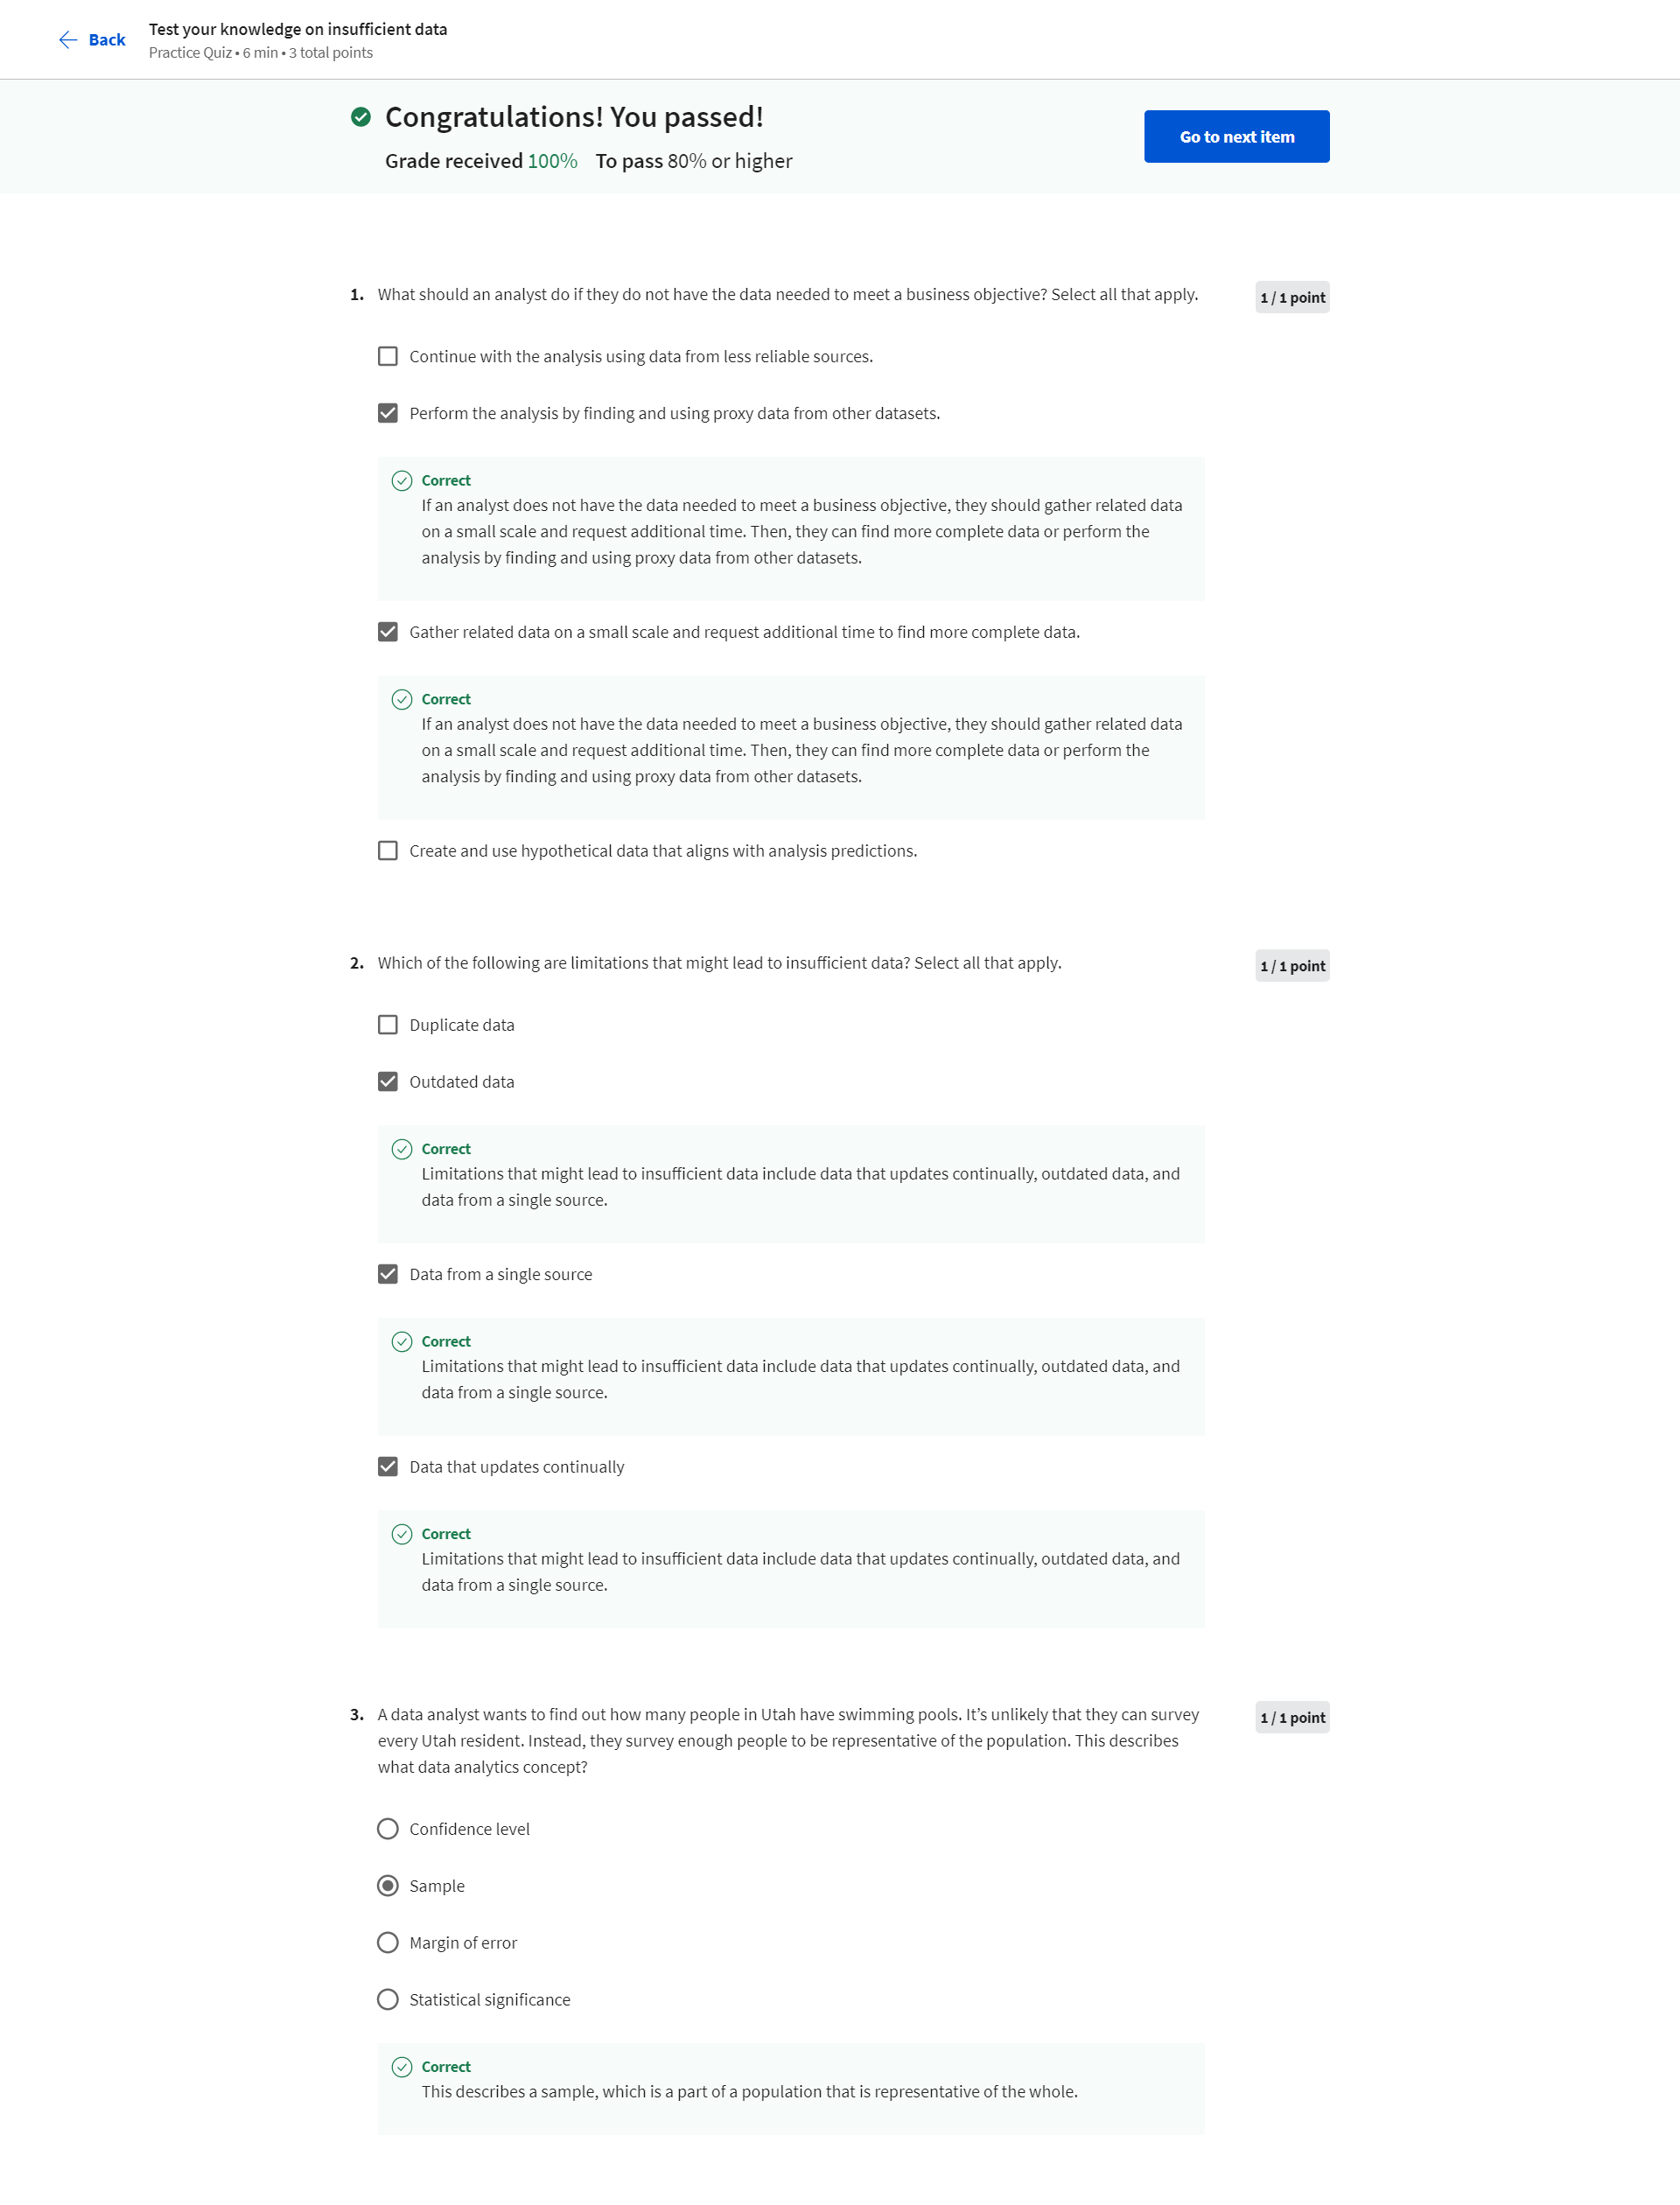 Back
Test your knowledge on insufficient data
Practice Quiz • 6 min • 3 total points
Congratulations! You passed!
Grade received 100% To pass 80% or higher
Go to next item
1. What should an analyst do if they do not have the data needed to meet a business objective? Select all that apply.
1 / 1 point
Continue with the analysis using data from less reliable sources.
Perform the analysis by finding and using proxy data from other datasets.
Correct
If an analyst does not have the data needed to meet a business objective, they should gather related data
on a small scale and request additional time. Then, they can find more complete data or perform the
analysis by finding and using proxy data from other datasets.
Gather related data on a small scale and request additional time to find more complete data.
Correct
If an analyst does not have the data needed to meet a business objective, they should gather related data
on a small scale and request additional time. Then, they can find more complete data or perform the
analysis by finding and using proxy data from other datasets.
Create and use hypothetical data that aligns with analysis predictions.
2. Which of the following are limitations that might lead to insufficient data? Select all that apply.
1 / 1 point
Duplicate data
Outdated data
Correct
Limitations that might lead to insufficient data include data that updates continually, outdated data, and
data from a single source.
Data from a single source
Correct
Limitations that might lead to insufficient data include data that updates continually, outdated data, and
data from a single source.
Data that updates continually
Correct
Limitations that might lead to insufficient data include data that updates continually, outdated data, and
data from a single source.
3. A data analyst wants to find out how many people in Utah have swimming pools. It’s unlikely that they can survey
every Utah resident. Instead, they survey enough people to be representative of the population. This describes
what data analytics concept?
1 / 1 point
Confidence level
Sample
Margin of error
Statistical significance
Correct
This describes a sample, which is a part of a population that is representative of the whole.